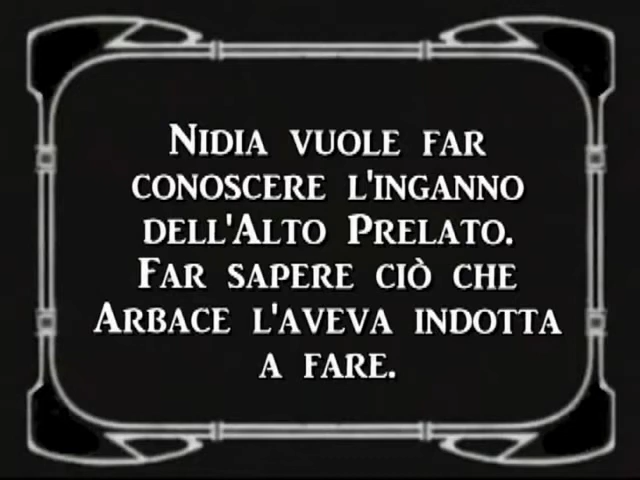 Nidia vuole far
conoscere l'inganno
dell'Alto Prelato.
Far sapere ciò che
Arbace l'aveva indotta
a fare.